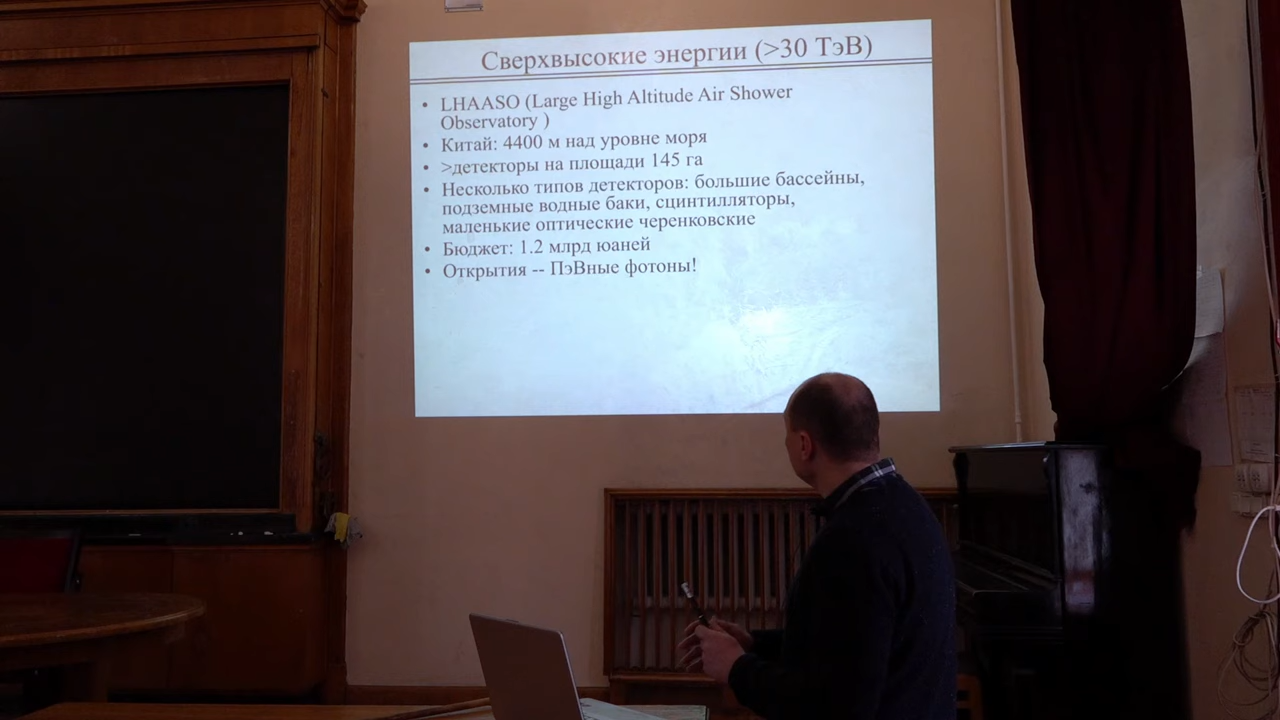 Сверхвысокие энергии (>30 ТэВ)
• LHAASO (Large High Altitude Air Shower
Observatory )
• Китай: 4400 м над уровне моря
• >детекторы на площади 145 га
• Несколько типов детекторов: большие бассейны,
подземные водные баки, сцинтилляторы,
маленькие оптические черенковские
• Бюджет: 1.2 млрд юаней
• Открытия -- ПэВные фотоны!